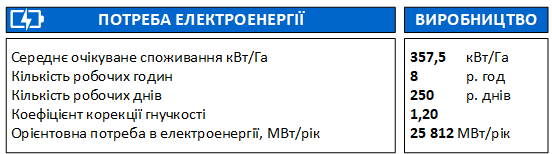 ПОТРЕБА ЕЛЕКТРОЕНЕРГІЇ ВИРОБНИЦТВО
Середнє очікуване споживання кВт/Га 357,5 кВт/Га
Кількість робочих годин 8 р. год
Кількість робочих днів 250 р. днів
Коефіцієнт корекції гнучкості 1,20
Орієнтовна потреба в електроенергії, МВт/рік 25 812 МВт/рік